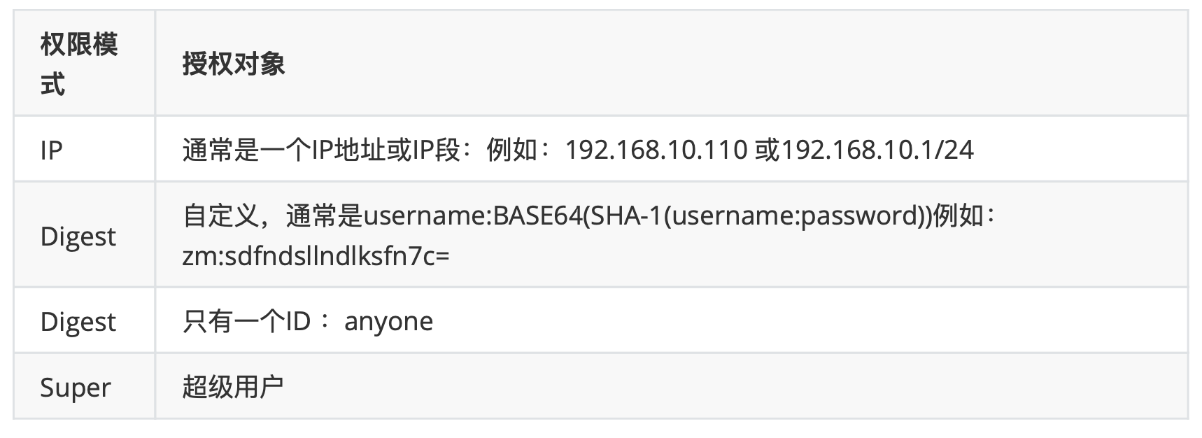 权限模
式
授权对象
IP
通常是一个IP地址或IP段：例如：192.168.10.110 或192.168.10.1/24
Digest
自定义，通常是username:BASE64(SHA-1(username:password))例如：
zm:sdfndsllndlksfn7c=
Digest
只有一个ID ：anyone
Super
超级用户